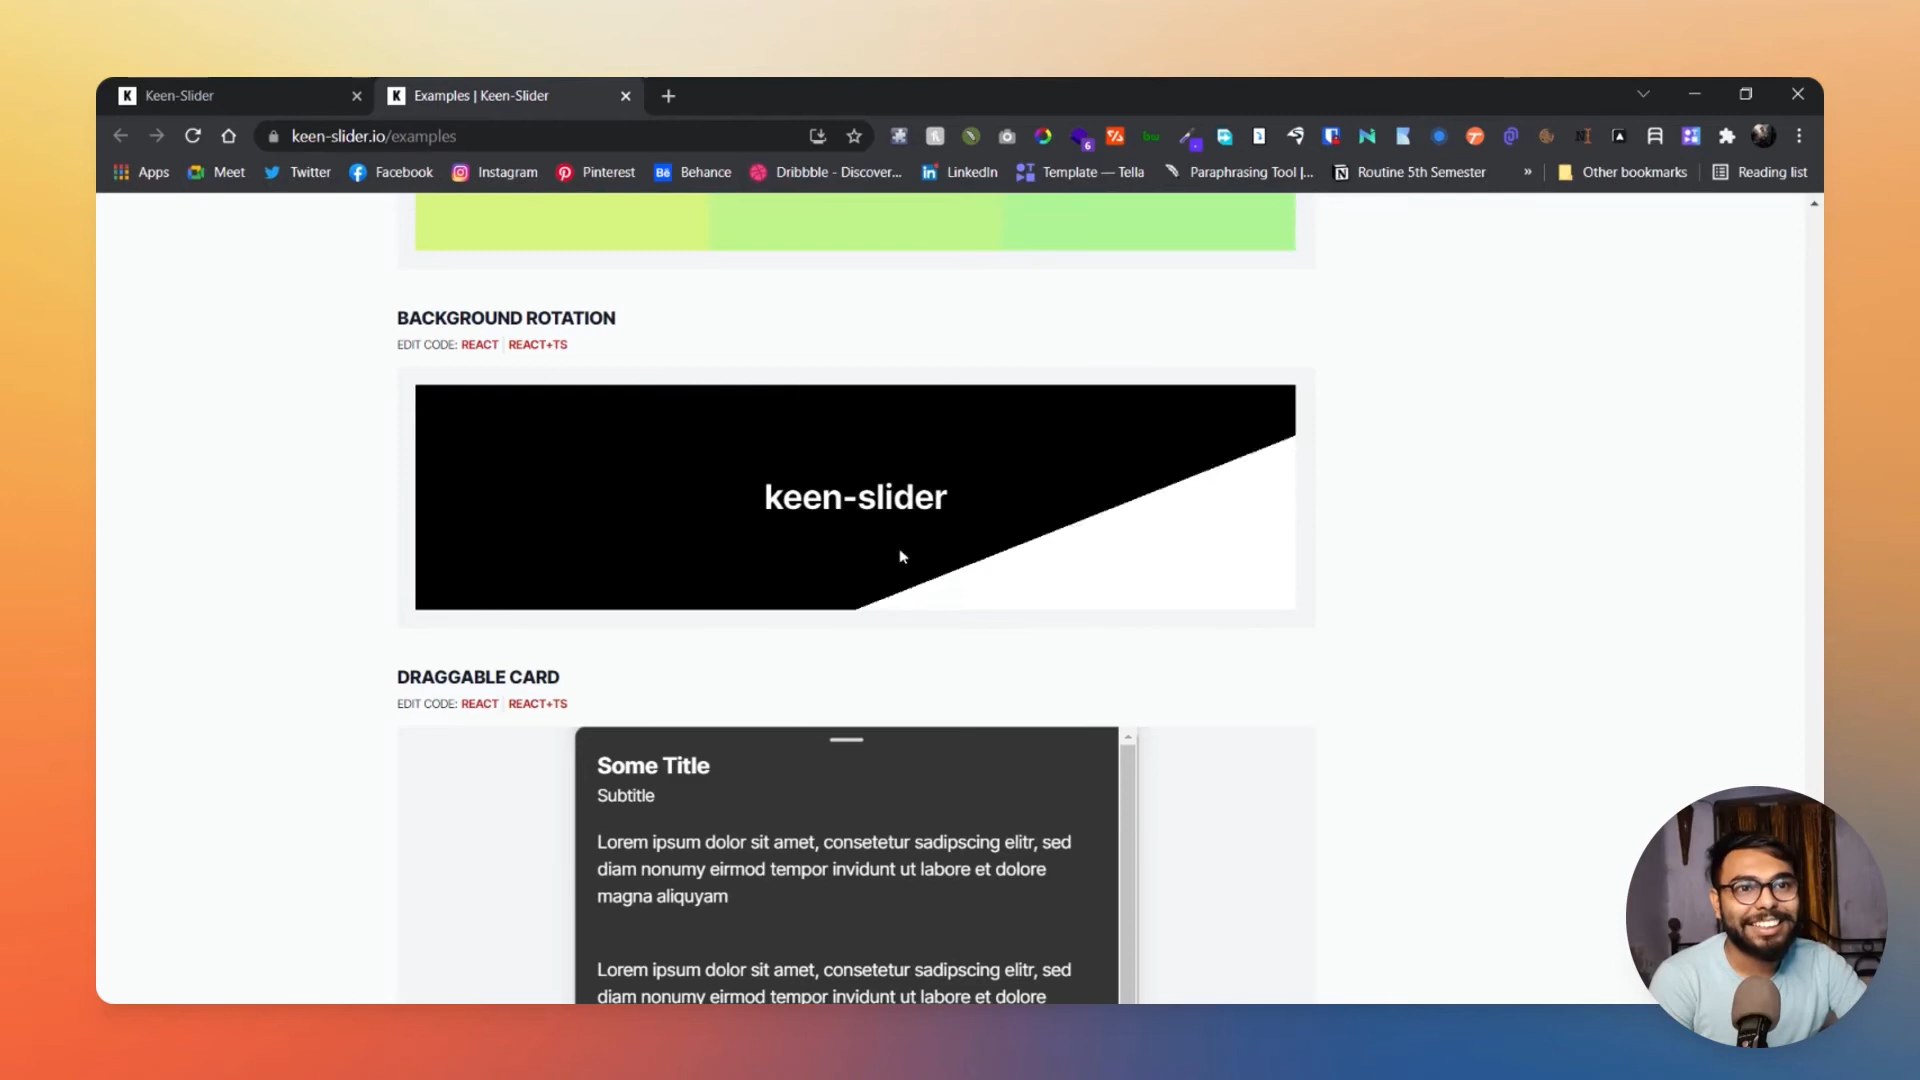 K Keen-Slider
K Examples | Keen-Slider
keen-slider.io/examples
6
Apps
Meet
Twitter
Facebook
Instagram
Pinterest
Bē Behance
Dribbble - Discover...
in LinkedIn
Template — Tella
Paraphrasing Tool |...
Routine 5th Semester
»
Other bookmarks
Reading list
BACKGROUND ROTATION
EDIT CODE: REACT | REACT+TS
keen-slider
DRAGGABLE CARD
EDIT CODE: REACT | REACT+TS
Some Title
Subtitle
Lorem ipsum dolor sit amet, consetetur sadipscing elitr, sed
diam nonumy eirmod tempor invidunt ut labore et dolore
magna aliquyam
Lorem ipsum dolor sit amet, consetetur sadipscing elitr, sed
diam nonumy eirmod tempor invidunt ut labore et dolore